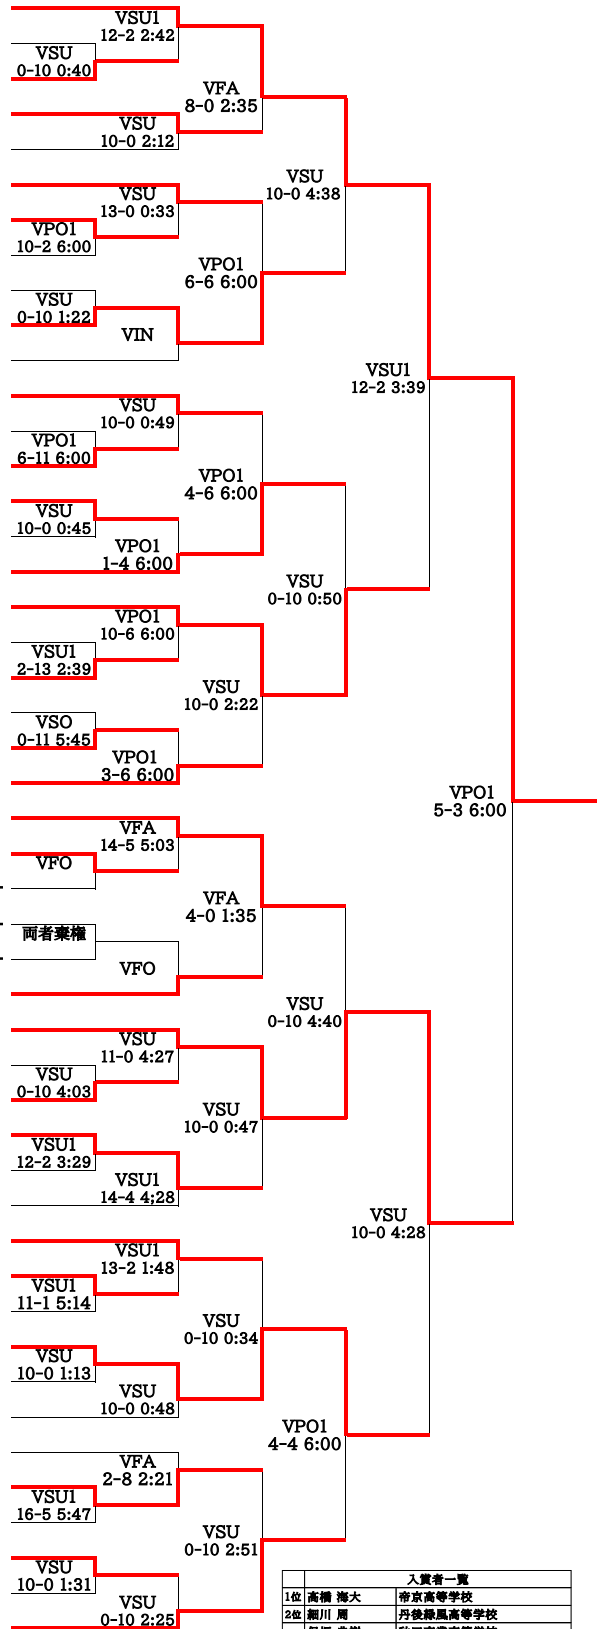 VSU1
12-2 2:42
VSU
0-10 0:40
VFA
8-0 2:35
VSU
10-0 2:12
VSU
10-0 4:38
VSU
13-0 0:33
VPO1
10-2 6:00
VPO1
6-6 6:00
VSU
0-10 1:22
VIN
VSU1
12-2 3:39
VSU
10-0 0:49
VPO1
6-11 6:00
VPO1
4-6 6:00
VSU
10-0 0:45
VPO1
1-4 6:00
VSU
0-10 0:50
VPO1
10-6 6:00
VSU1
2-13 2:39
VSU
10-0 2:22
VSO
0-11 5:45
VPO1
3-6 6:00
VPO1
5-3 6:00
VFA
14-5 5:03
VFO
VFA
4-0 1:35
両者棄権
VFO
VSU
0-10 4:40
VSU
11-0 4:27
VSU
0-10 4:03
VSU
10-0 0:47
VSU1
12-2 3:29
VSU1
14-4 4;28
VSU
10-0 4:28
VSU1
13-2 1:48
VSU1
11-1 5:14
VSU
0-10 0:34
VSU
10-0 1:13
VSU
10-0 0:48
VPO1
4-4 6:00
VFA
2-8 2:21
VSU1
16-5 5:47
VSU
0-10 2:51
VSU
10-0 1:31
VSU
0-10 2:25
入賞者一覧
1位 高橋 海大 帝京高等学校
2位 細川 周 丹後緑風高等学校